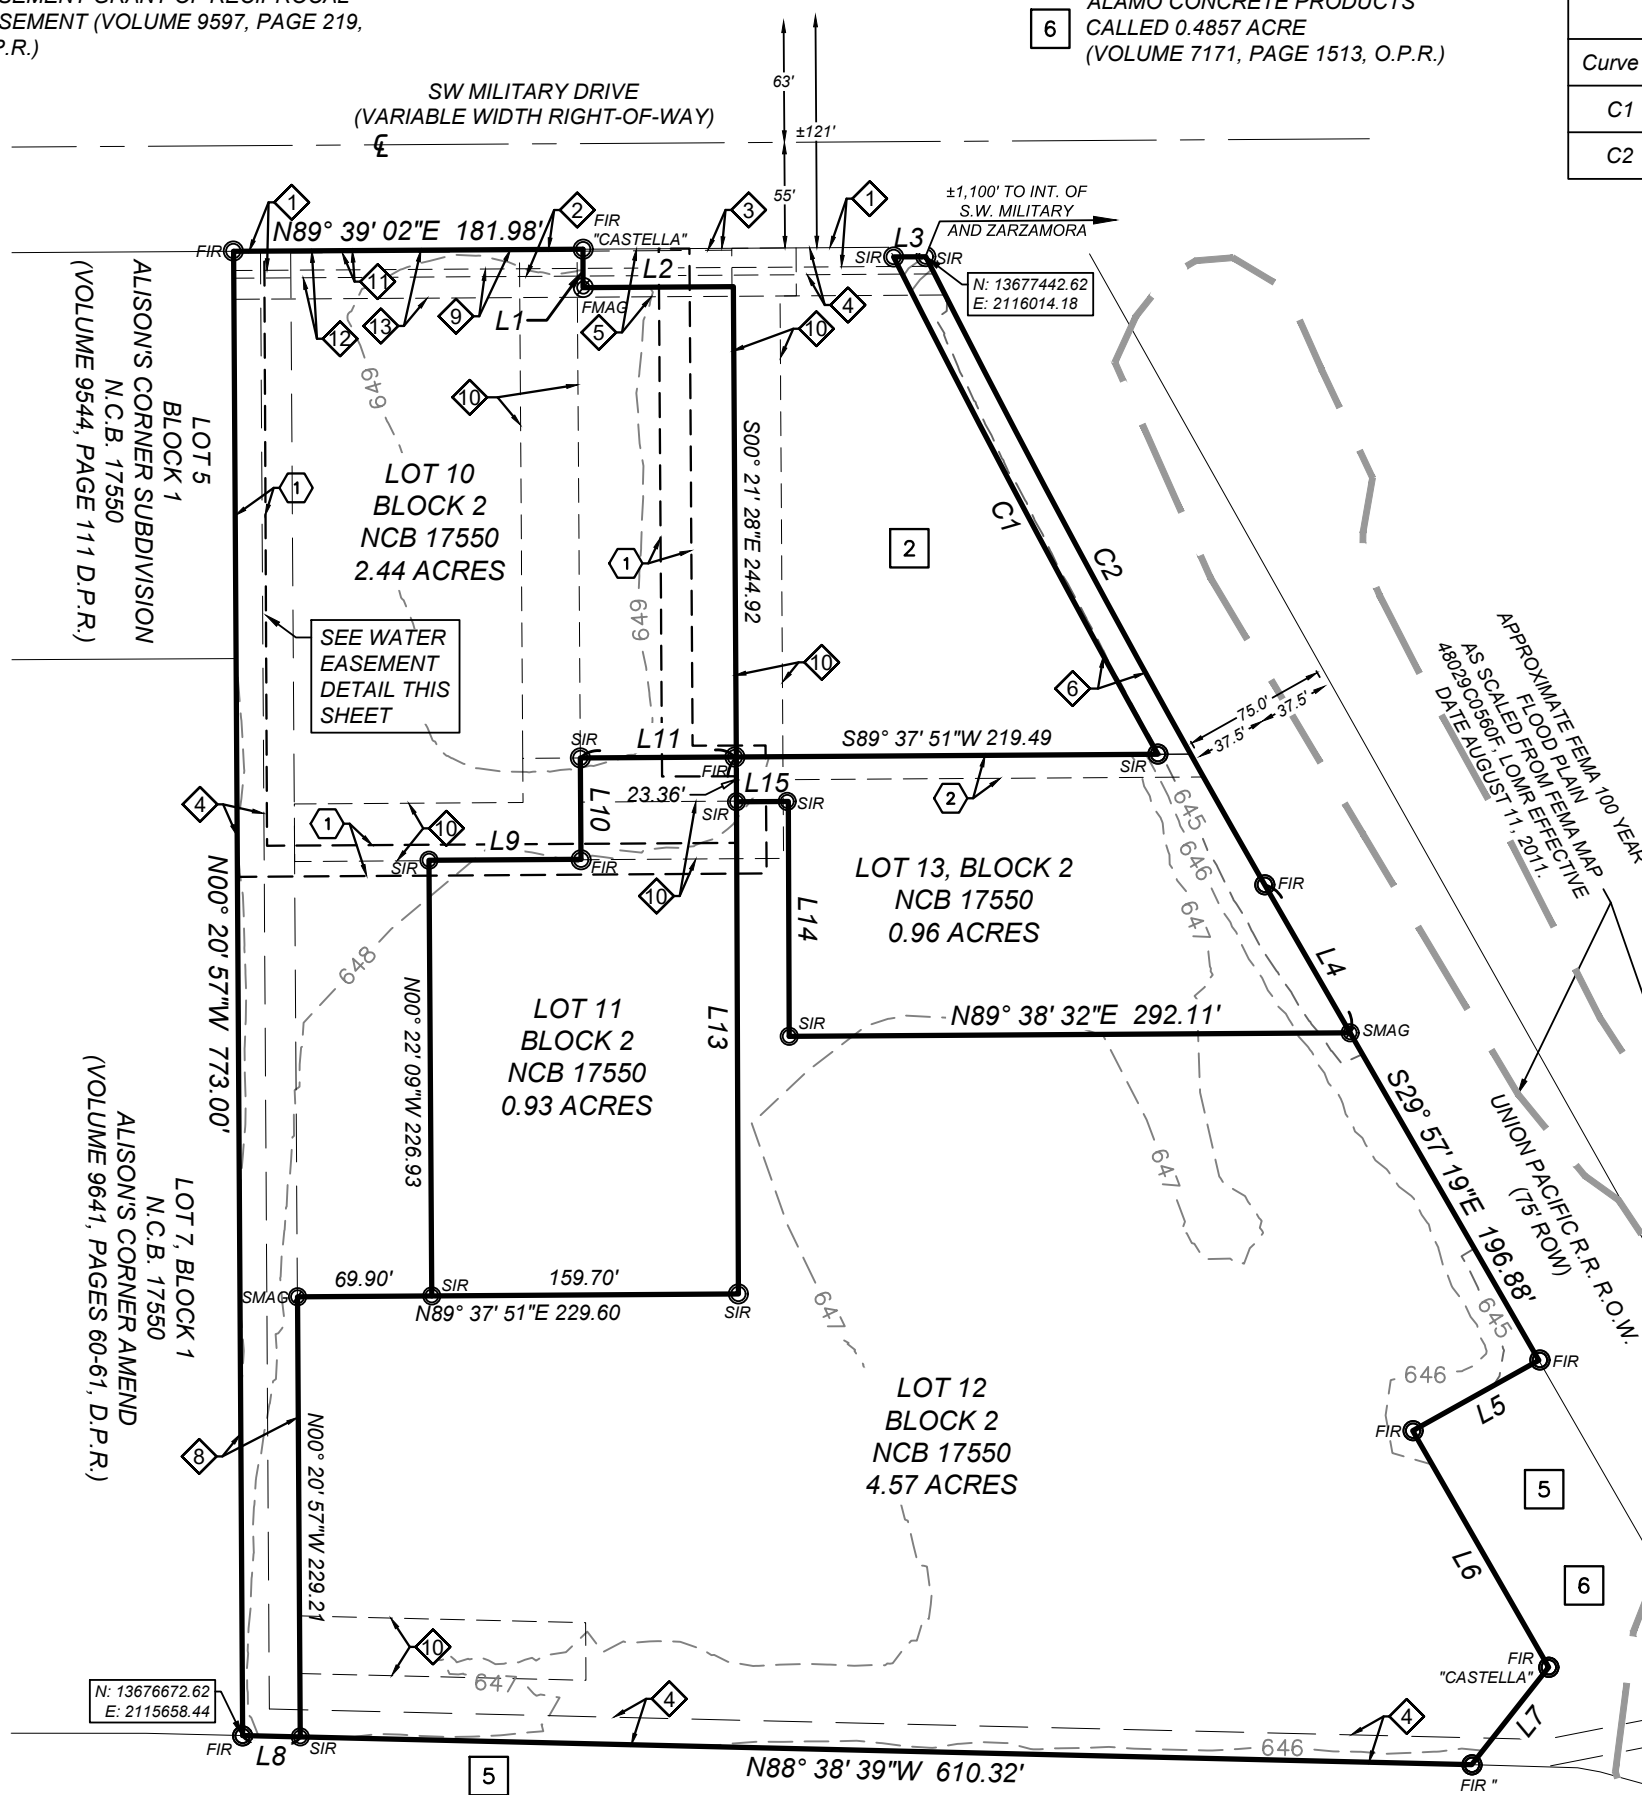 SEMENT GRANT OF RECIPROCAL
SEMENT (VOLUME 9597, PAGE 219,
P.R.)
6
ALAMO CONCRETE PRODUCTS
CALLED 0.4857 ACRE
(VOLUME 7171, PAGE 1513, O.P.R.)
Curve
C1
C2
SW MILITARY DRIVE
(VARIABLE WIDTH RIGHT-OF-WAY)
℄
63'
±121'
55'
±1,100' TO INT. OF
S.W. MILITARY
AND ZARZAMORA
1
N89° 39' 02"E 181.98'
2
FIR
"CASTELLA"
3
1
FIR
L3
SIR
SIR
N: 13677442.62
E: 2116014.18
11
12
13
9
L1
L2
FMAG
5
10
4
LOT 5
BLOCK 1
N.C.B. 17550
ALISON'S CORNER SUBDIVISION
(VOLUME 9544, PAGE 111 D.P.R.)
649
10
LOT 10
BLOCK 2
NCB 17550
2.44 ACRES
1
1
649
S00° 21' 28"E 244.92
2
C1
C2
SEE WATER
EASEMENT
DETAIL THIS
SHEET
10
6
75.0'
37.5'
37.5'
APPROXIMATE FEMA 100 YEAR
FLOOD PLAIN
AS SCALED FROM FEMA MAP
48029C0560F, LOMR EFFECTIVE
DATE AUGUST 11, 2011.
SIR
L11
FIR
S89° 37' 51"W 219.49
SIR
23.36'
L15
SIR
SIR
2
4
1
10
L9
L10
SIR
FIR
10
645
646
647
LOT 13, BLOCK 2
NCB 17550
0.96 ACRES
FIR
L4
L14
N00° 20' 57"W 773.00'
648
N00° 22' 09"W 226.93
LOT 11
BLOCK 2
NCB 17550
0.93 ACRES
L13
SIR
N89° 38' 32"E 292.11'
SMAG
S29° 57' 19"E 196.88'
UNION PACIFIC R.R. R.O.W.
(75' ROW)
647
LOT 7, BLOCK 1
N.C.B. 17550
ALISON'S CORNER AMEND
(VOLUME 9641, PAGES 60-61, D.P.R.)
69.90'
SIR
159.70'
SMAG
N89° 37' 51"E 229.60
SIR
647
645
646
FIR
L5
FIR
LOT 12
BLOCK 2
NCB 17550
4.57 ACRES
8
N00° 20' 57"W 229.21
5
L6
6
10
647
FIR
"CASTELLA"
L7
N: 13676672.62
E: 2115658.44
4
4
FIR
L8
SIR
5
N88° 38' 39"W 610.32'
646
FIR "